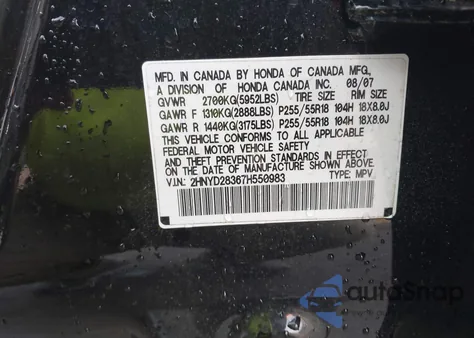 MFD. IN CANADA BY HONDA OF CANADA MFG.,
A DIVISION OF HONDA CANADA INC. 08/07
GVWR 2700KG(5952LBS) TIRE SIZE RIM SIZE
GAWR F 1310KG(2888LBS) P255/55R18 104H 18X8.0J
GAWR R 1440KG(3175LBS) P255/55R18 104H 18X8.0J
THIS VEHICLE CONFORMS TO ALL APPLICABLE
FEDERAL MOTOR VEHICLE SAFETY
AND THEFT PREVENTION STANDARDS IN EFFECT
ON THE DATE OF MANUFACTURE SHOWN ABOVE.
V.I.N.: 2HNYD28367H550983 TYPE: MPV
autoSnap